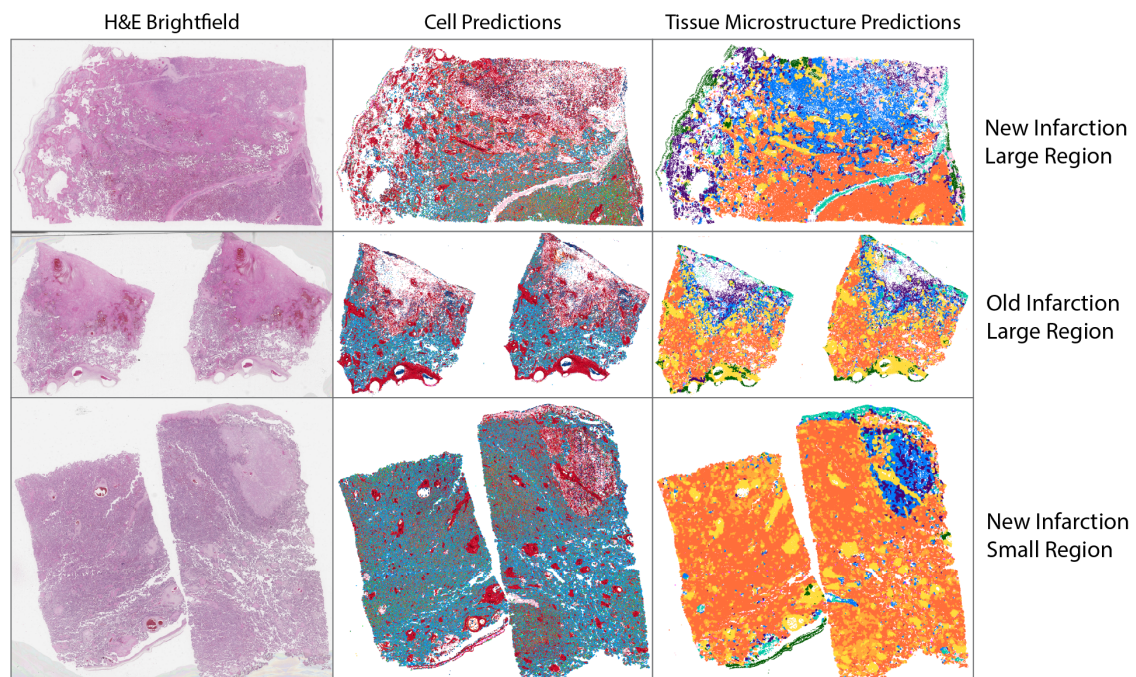 H&E Brightfield
Cell Predictions
Tissue Microstructure Predictions
New Infarction
Large Region
Old Infarction
Large Region
New Infarction
Small Region